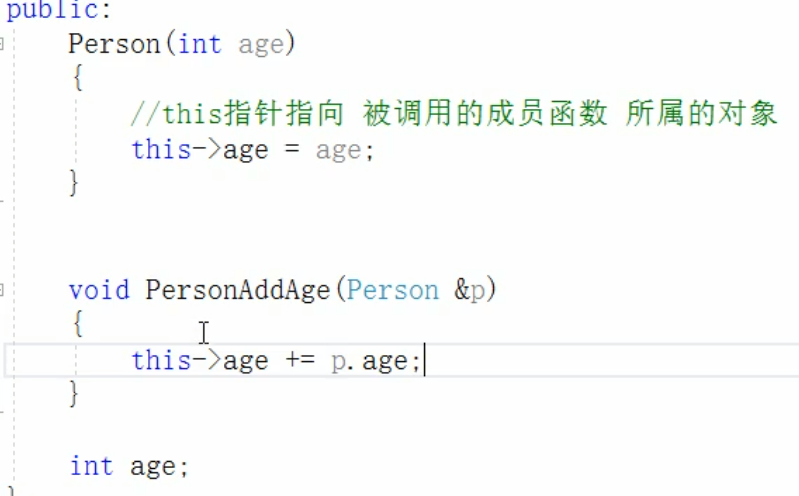 public:
Person(int age)
{
//this指针指向 被调用的成员函数 所属的对象
this->age = age;
}
void PersonAddAge(Person &p)
{
this->age += p.age;
}
int age;
}